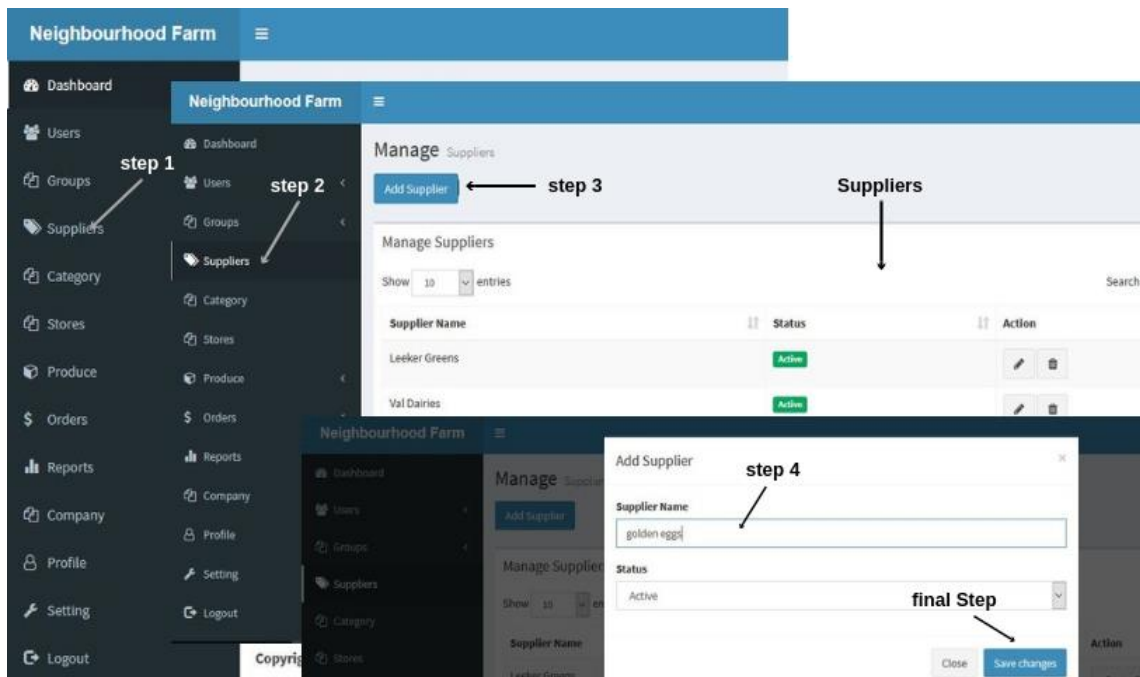 Neighbourhood Farm
Dashboard
Users
Groups
Suppliers
Category
Stores
Produce
$ Orders
Reports
Company
Profile
Setting
Logout
step 1
Neighbourhood Farm
Dashboard
Users
Groups
Suppliers
Category
Stores
Produce
$ Orders
Reports
Company
Profile
Setting
Logout
step 2
Manage Suppliers
Add Supplier
step 3
Suppliers
Manage Suppliers
Show 10 entries
Search
Supplier Name Status Action
Leeker Greens Active
Val Dairies Active
Copyrig
Neighbourhood Farm
Dashboard
Users
Groups
Suppliers
Category
Stores
Manage Supplier
Add Supplier
Manage Supplier
Show 10 en
Supplier Name
Leeker Greens
Action
Add Supplier
step 4
Supplier Name
golden eggs
Status
Active
final Step
Close Save changes